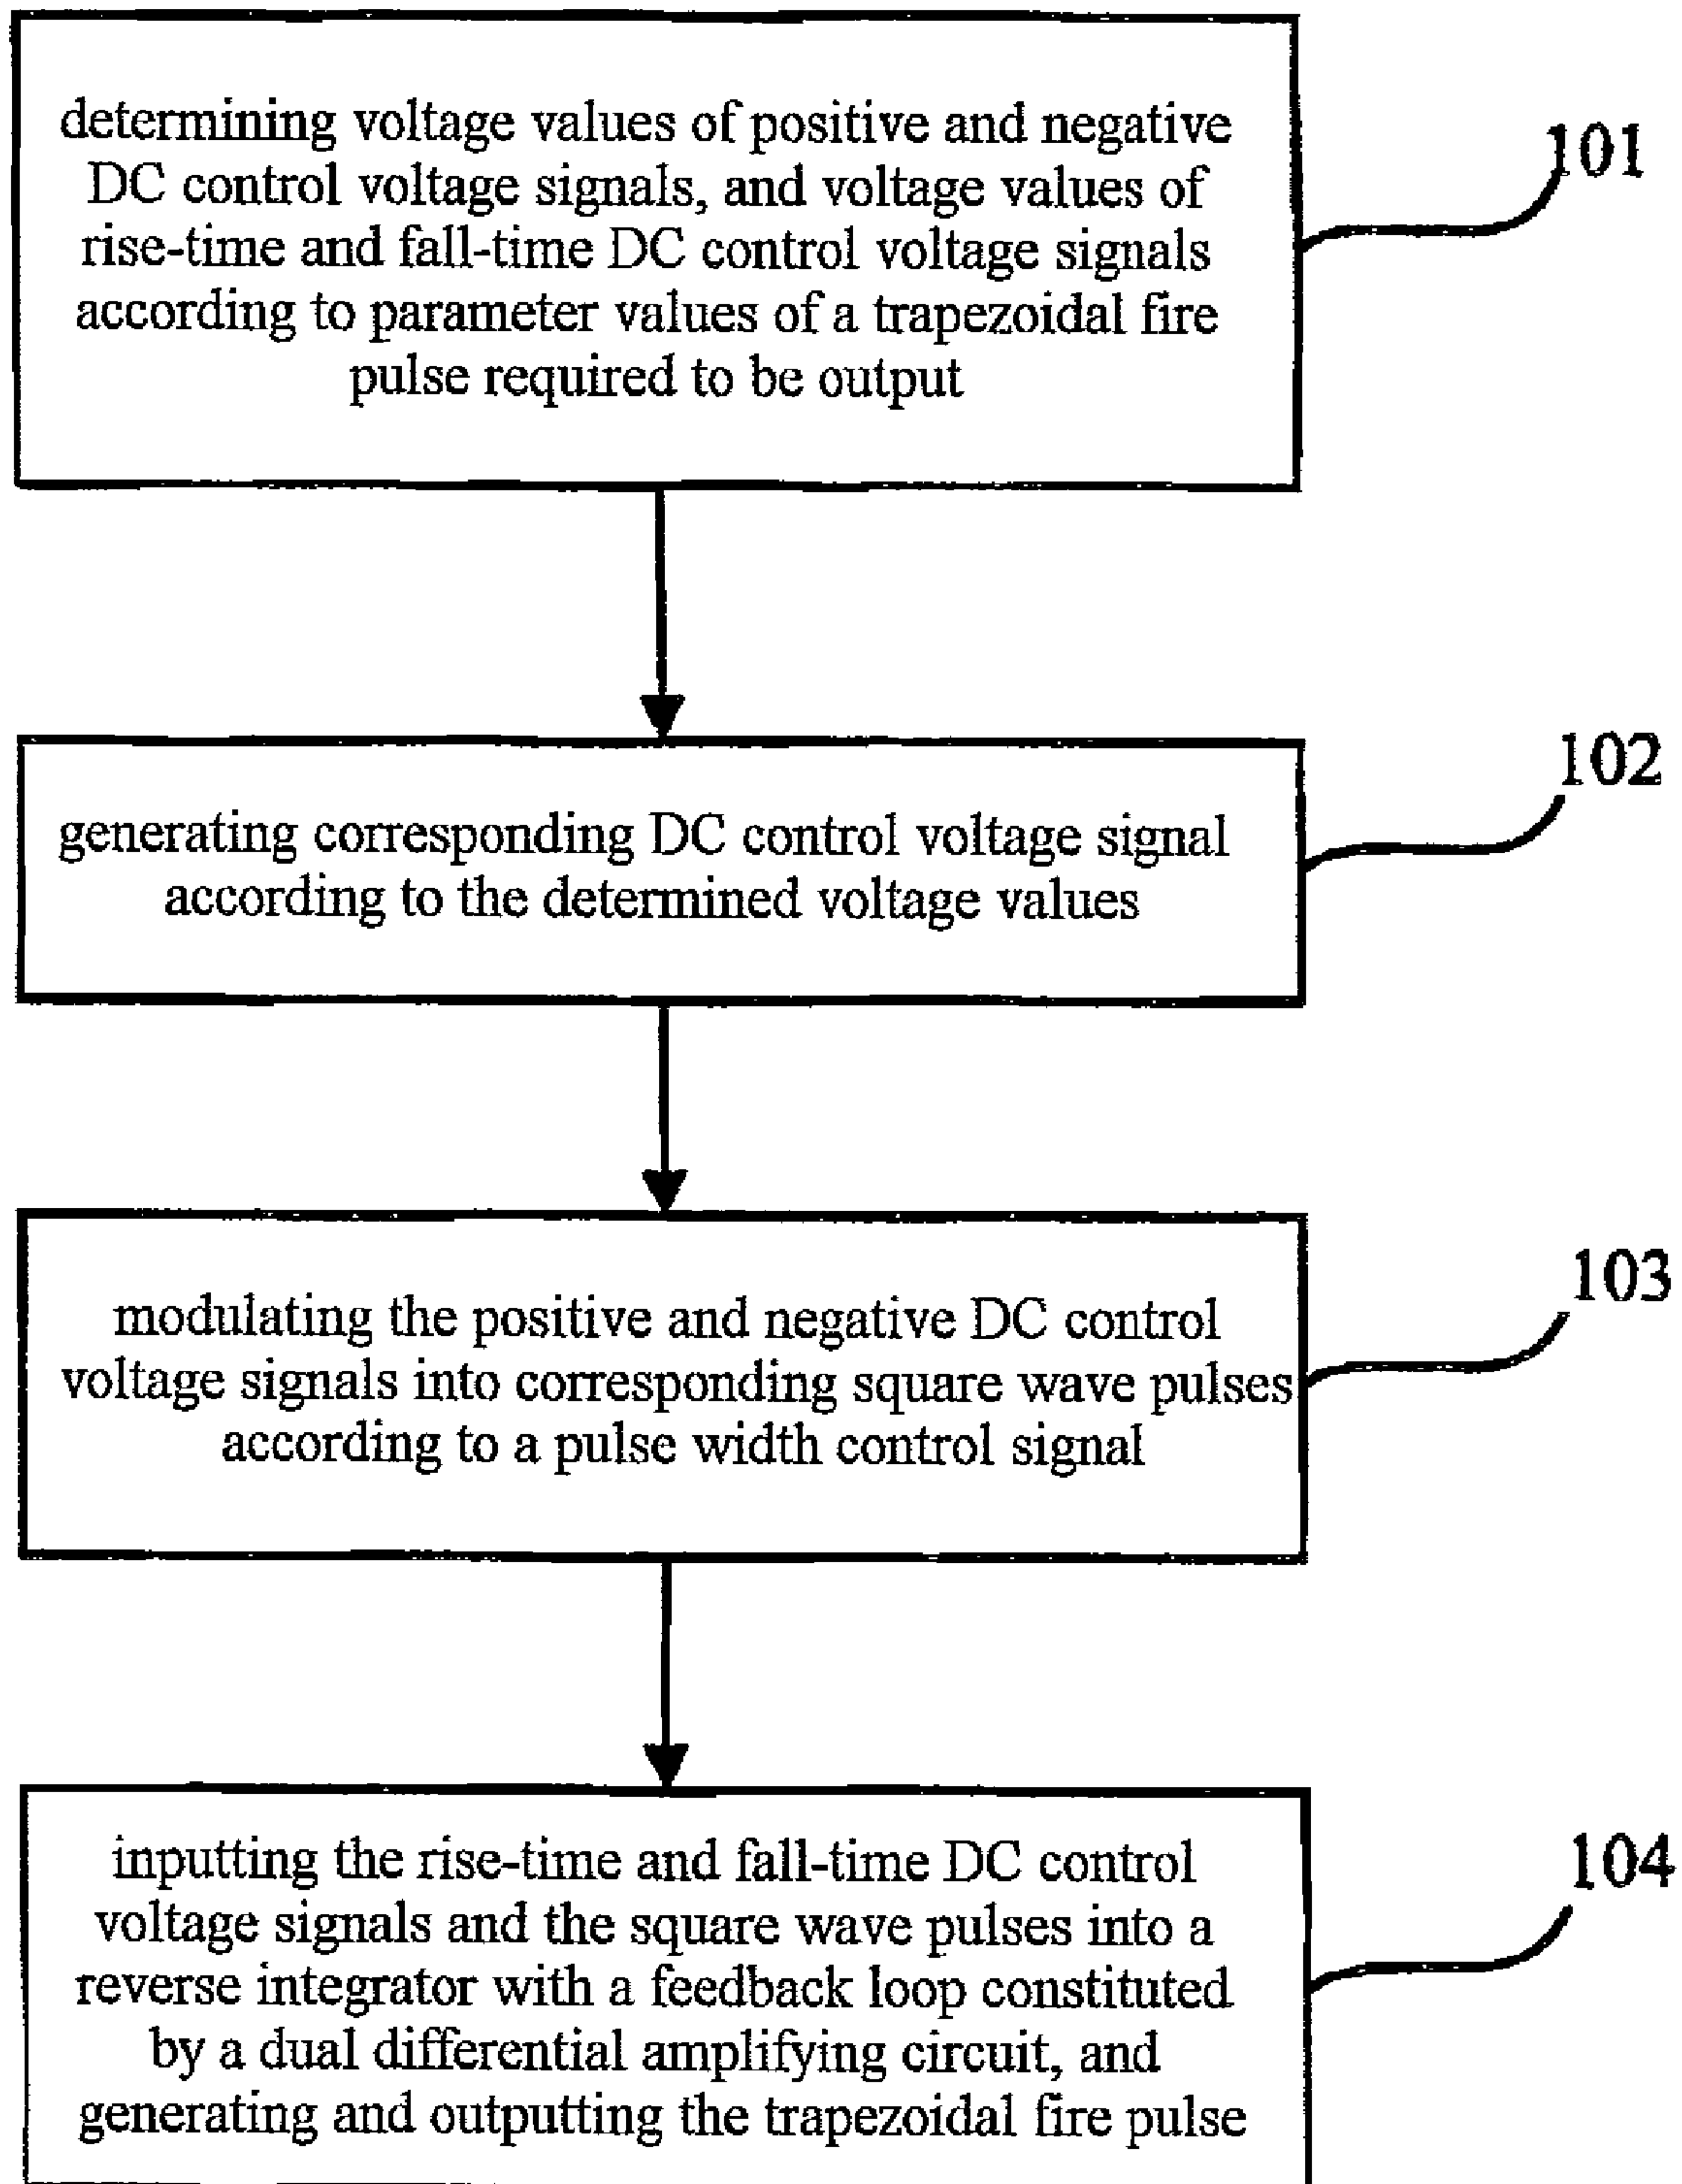 determining voltage values of positive and negative
DC control voltage signals, and voltage values of
rise-time and fall-time DC control voltage signals
according to parameter values of a trapezoidal fire
pulse required to be output
101
generating corresponding DC control voltage signal
according to the determined voltage values
102
modulating the positive and negative DC control
voltage signals into corresponding square wave pulses
according to a pulse width control signal
103
inputting the rise-time and fall-time DC control
voltage signals and the square wave pulses into a
reverse integrator with a feedback loop constituted
by a dual differential amplifying circuit, and
generating and outputting the trapezoidal fire pulse
104